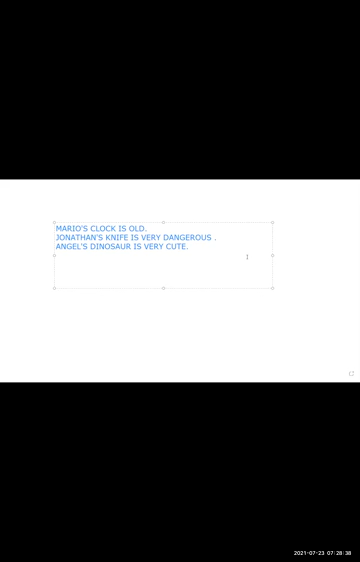 MARIO'S CLOCK IS OLD.
JONATHAN'S KNIFE IS VERY DANGEROUS .
ANGEL'S DINOSAUR IS VERY CUTE.
2021-07-23 07:28:38